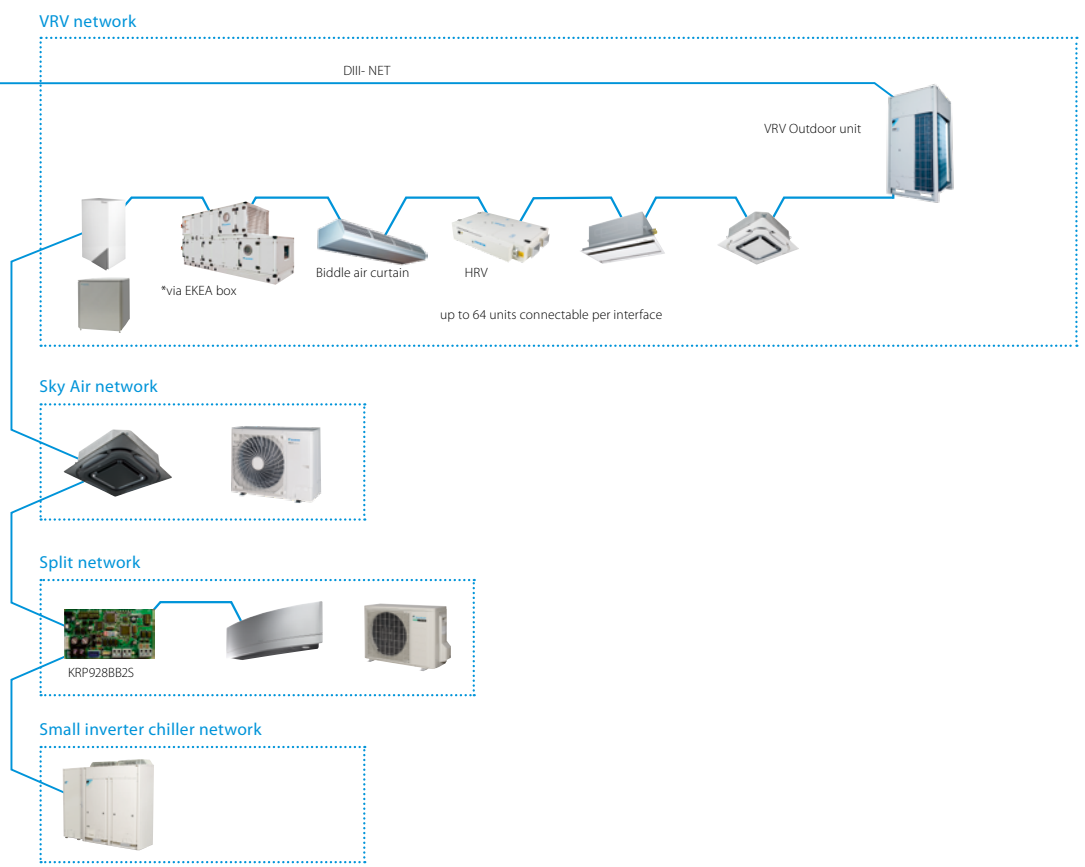 VRV network
DIII- NET
VRV Outdoor unit
Biddle air curtain
HRV
*via EKEA box
up to 64 units connectable per interface
Sky Air network
Split network
KRP928BB2S
Small inverter chiller network